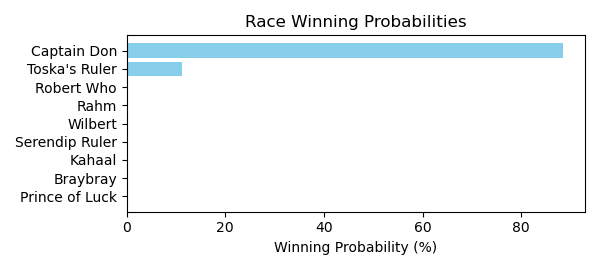 Race Winning Probabilities
Captain Don
Toska's Ruler
Robert Who
Rahm
Wilbert
Serendip Ruler
Kahaal
Braybray
Prince of Luck
0 20 40 60 80
Winning Probability (%)